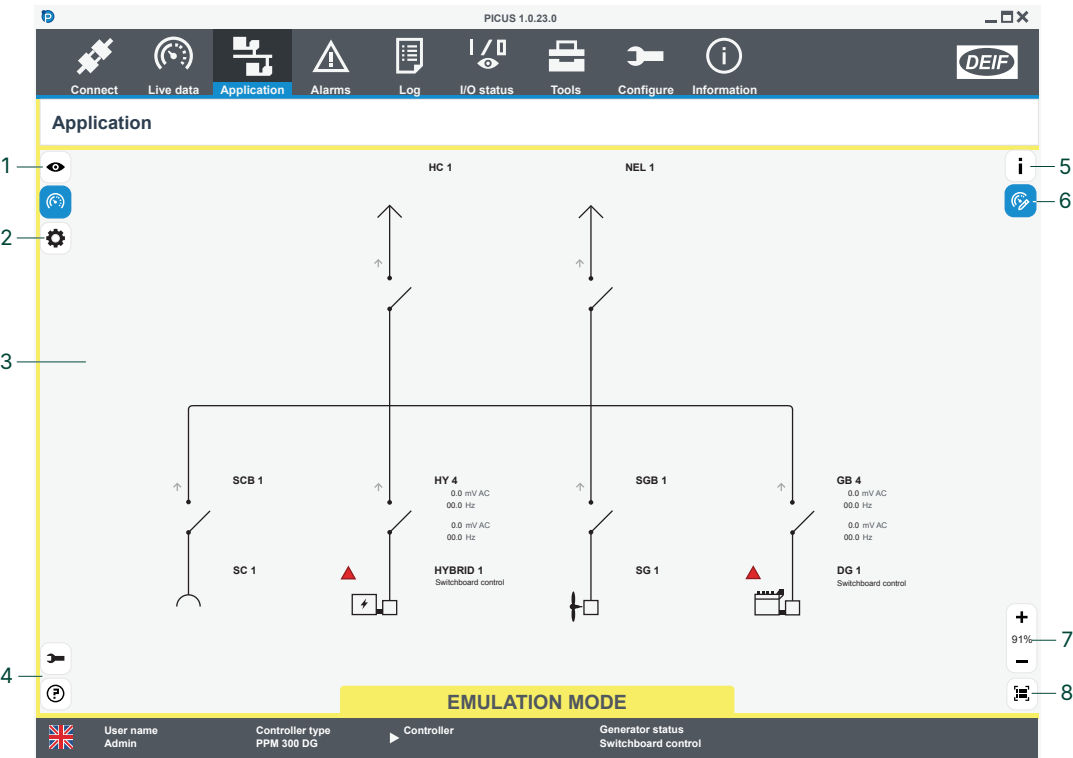 PICUS 1.0.23.0
Connect Live data Application Alarms Log I/O status Tools Configure Information
DEIF
Application
1
2
3
4
5
6
7
8
HC 1
NEL 1
SCB 1
HY 4
0.0 mV AC
00.0 Hz
0.0 mV AC
00.0 Hz
SGB 1
GB 4
0.0 mV AC
00.0 Hz
0.0 mV AC
00.0 Hz
SC 1
HYBRID 1
Switchboard control
SG 1
DG 1
Switchboard control
91%
EMULATION MODE
User name
Admin
Controller type
PPM 300 DG
Controller
Generator status
Switchboard control